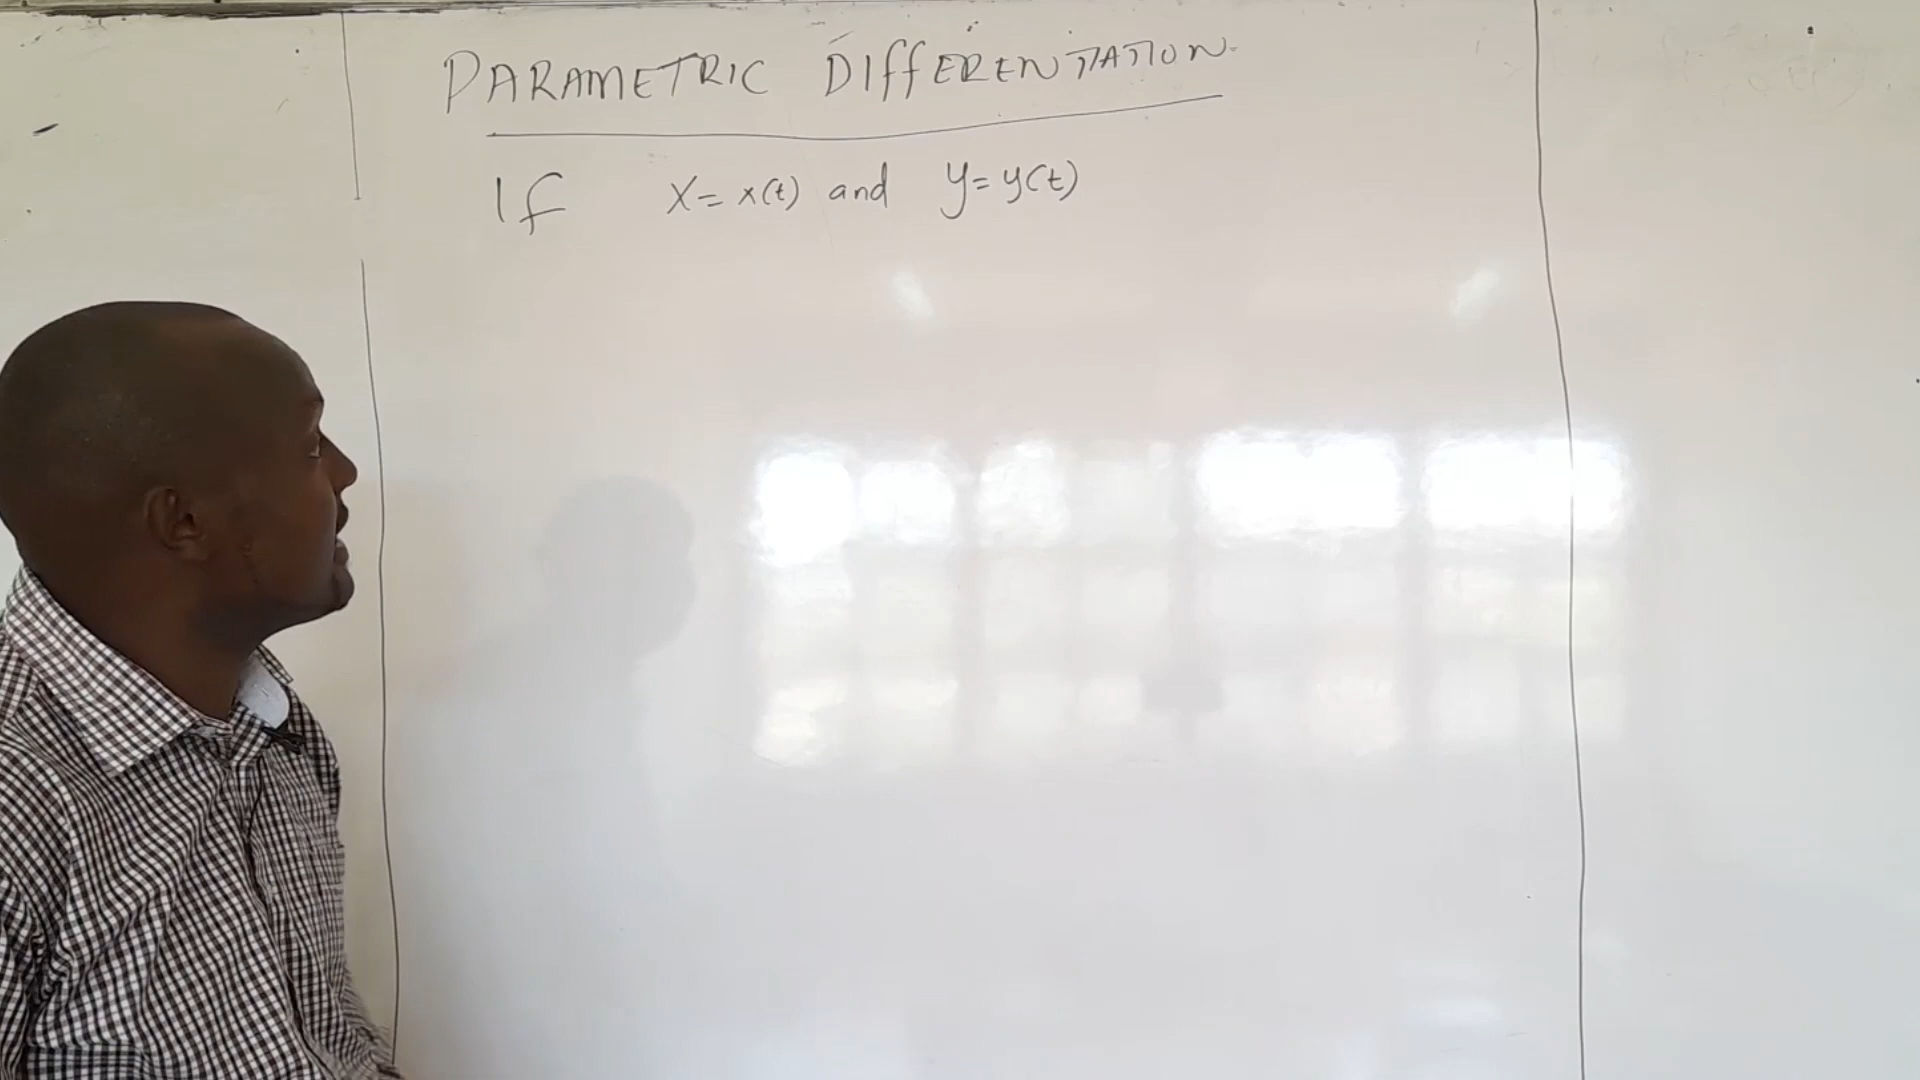 PARAMETRIC DIffERENTIATION.
If x = x(t) and y = y(t)